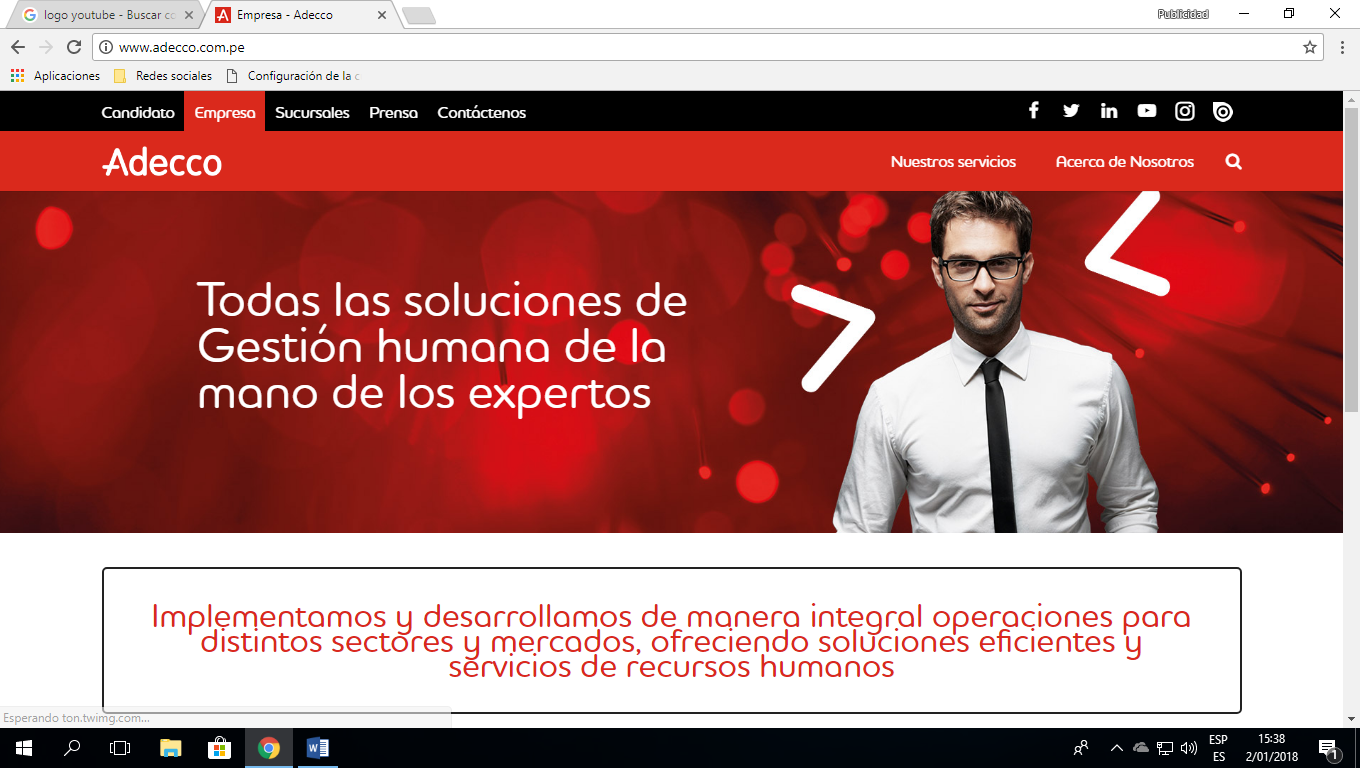 logo youtube - Buscar co
Empresa - Adecco
Publicidad
www.adecco.com.pe
Aplicaciones
Redes sociales
Configuración de la c
Candidato
Empresa
Sucursales
Prensa
Contáctenos
Adecco
Nuestros servicios
Acerca de Nosotros
Todas las soluciones de
Gestión humana de la
mano de los expertos
Implementamos y desarrollamos de manera integral operaciones para
distintos sectores y mercados, ofreciendo soluciones eficientes y
servicios de recursos humanos
Esperando ton.twimg.com...
ESP
ES
15:38
2/01/2018
1